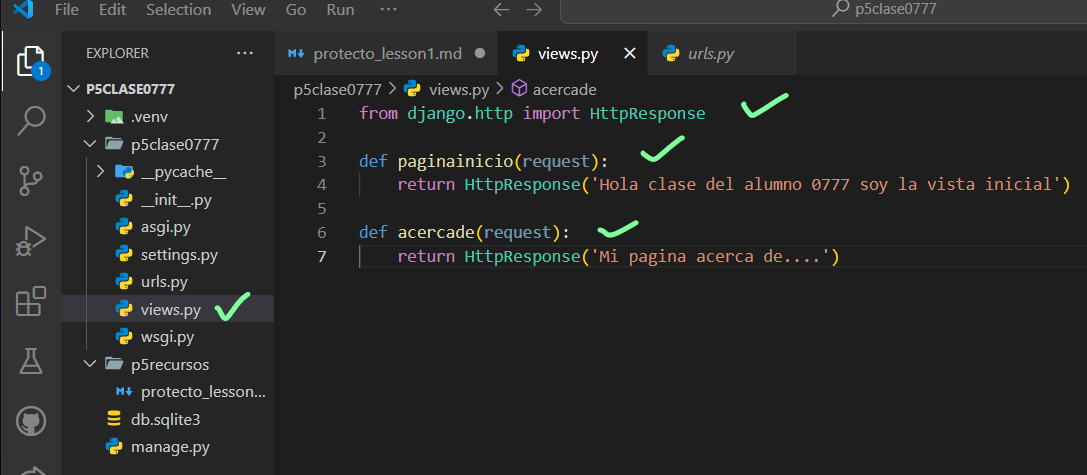 File Edit Selection View Go Run ··· p5clase0777
EXPLORER ···
P5CLASE0777
.venv
p5clase0777
__pycache__
__init__.py
asgi.py
settings.py
urls.py
views.py
wsgi.py
p5recursos
protecto_lesson...
db.sqlite3
manage.py
1
protecto_lesson1.md views.py urls.py
p5clase0777 > views.py > acercade
1 from django.http import HttpResponse
2
3 def paginainicio(request):
4 return HttpResponse('Hola clase del alumno 0777 soy la vista inicial')
5
6 def acercade(request):
7 return HttpResponse('Mi pagina acerca de....')